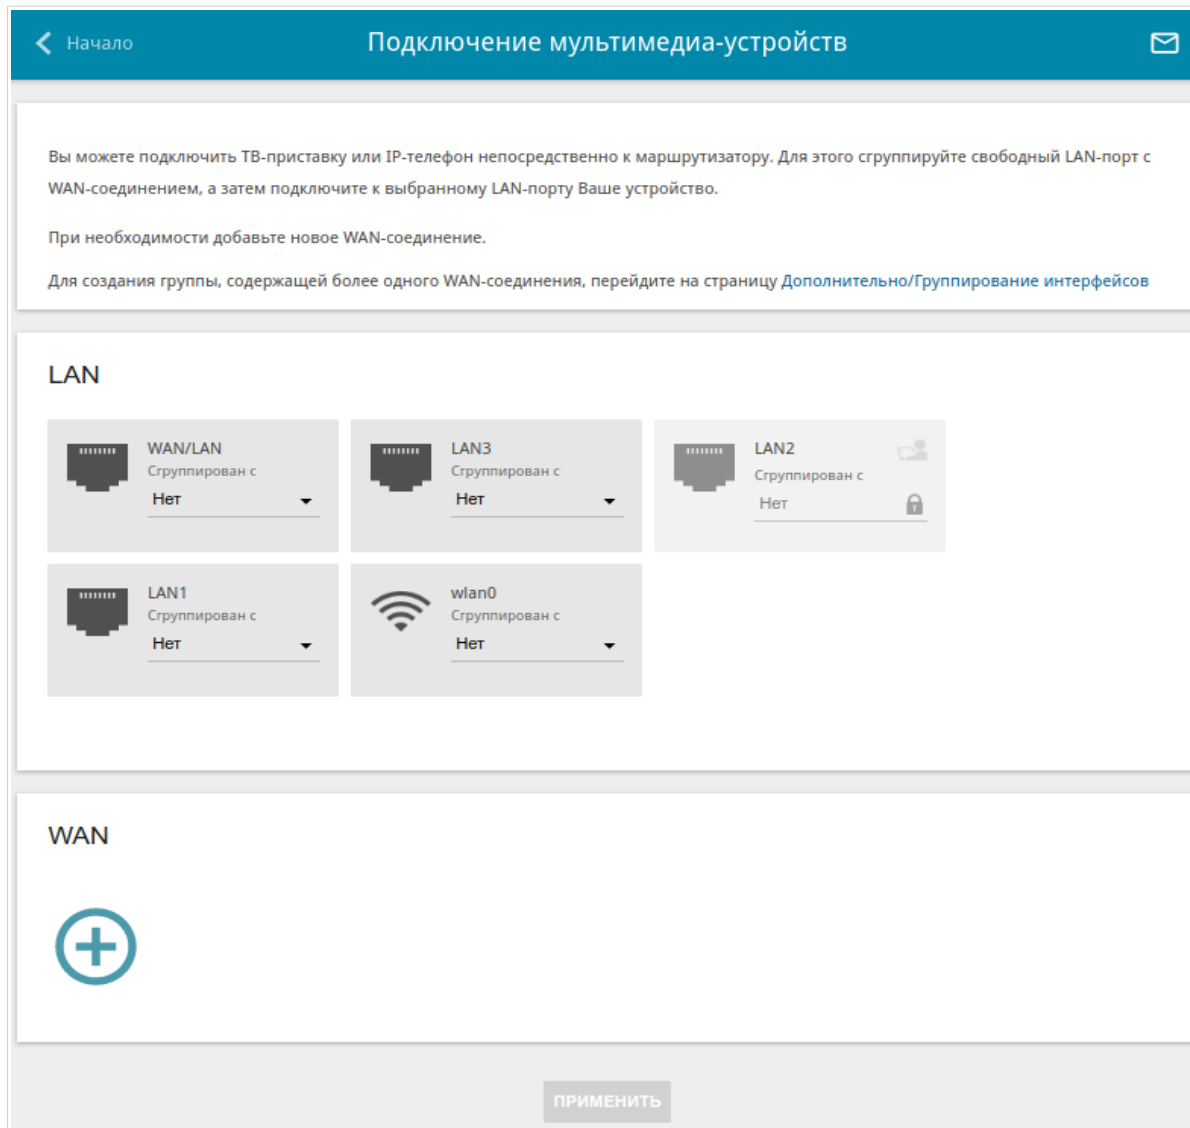 Начало
Подключение мультимедиа-устройств
Вы можете подключить ТВ-приставку или IP-телефон непосредственно к маршрутизатору. Для этого сгруппируйте свободный LAN-порт с
WAN-соединением, а затем подключите к выбранному LAN-порту Ваше устройство.
При необходимости добавьте новое WAN-соединение.
Для создания группы, содержащей более одного WAN-соединения, перейдите на страницу Дополнительно/Группирование интерфейсов
LAN
WAN/LAN
Сгруппирован с
Нет
LAN3
Сгруппирован с
Нет
LAN2
Сгруппирован с
Нет
LAN1
Сгруппирован с
Нет
wlan0
Сгруппирован с
Нет
WAN
ПРИМЕНИТЬ